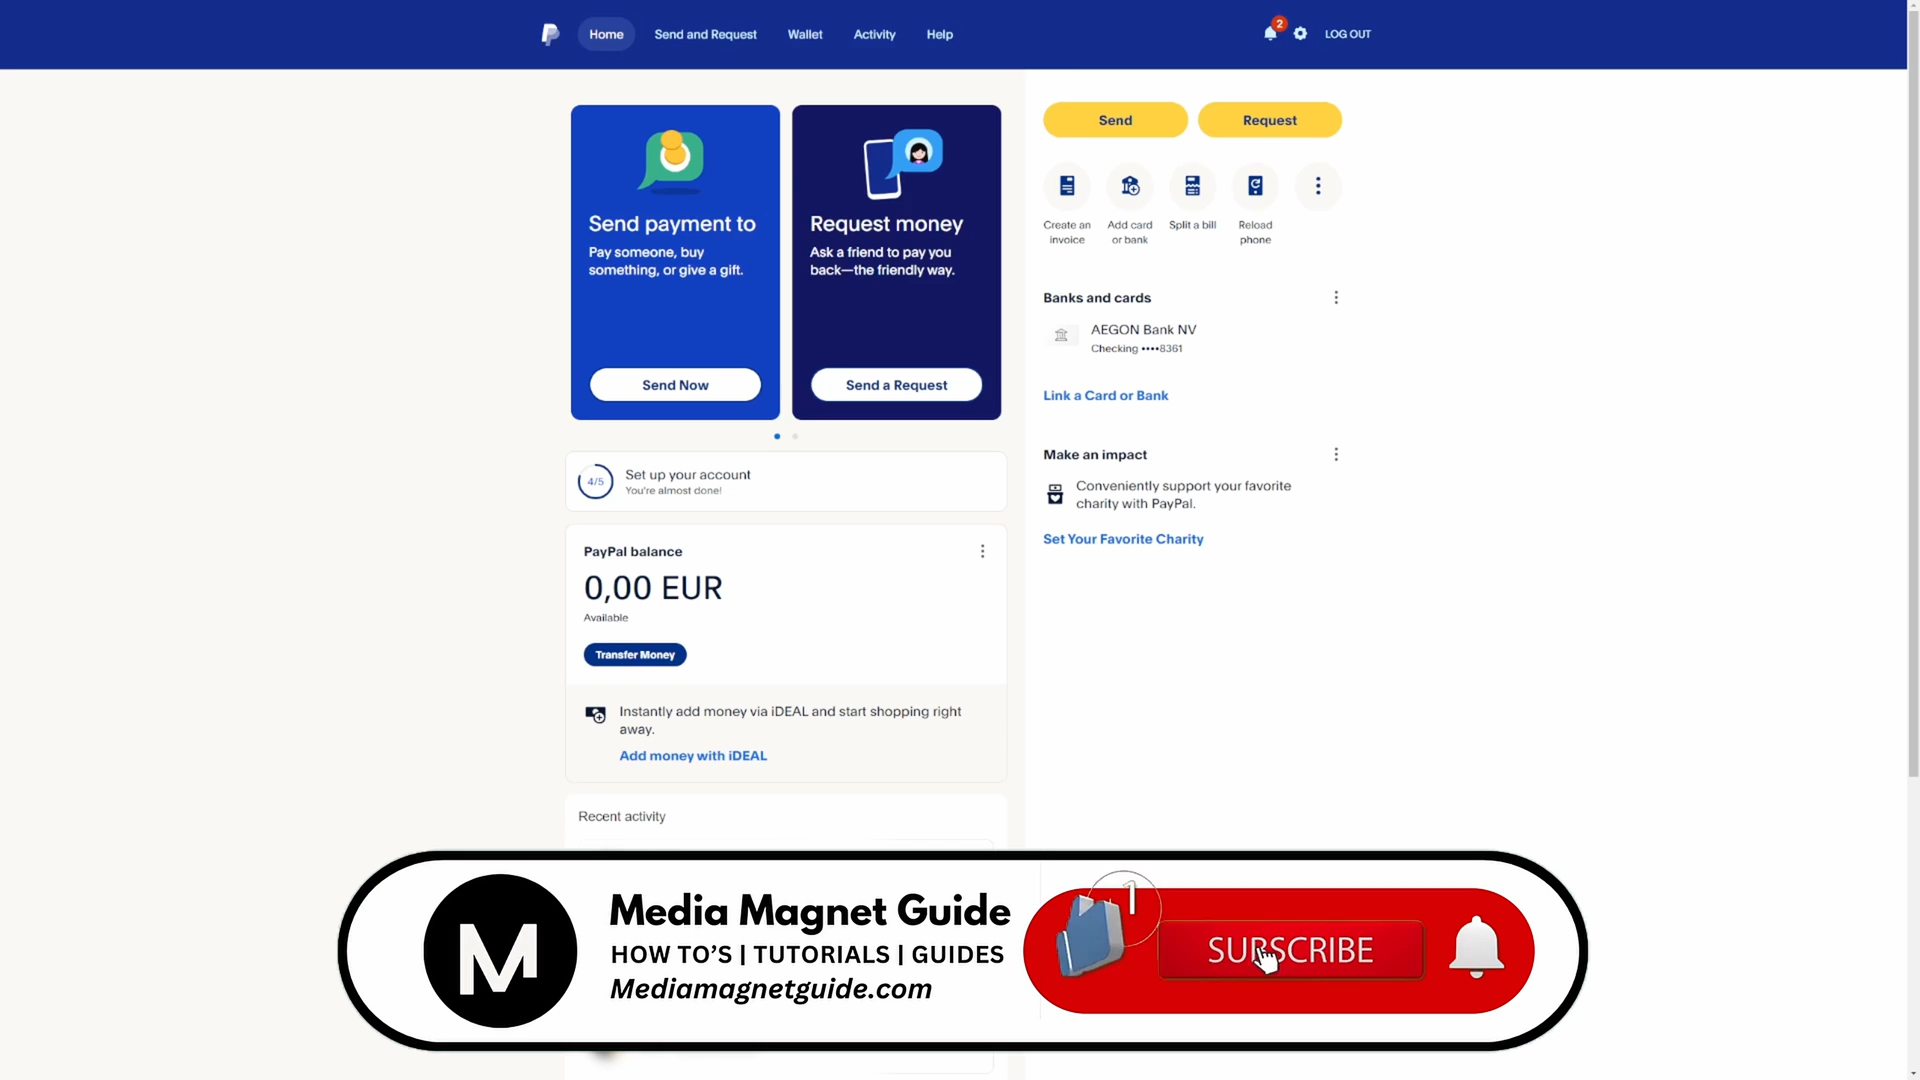 Home
Send and Request
Wallet
Activity
Help
2
LOG OUT
Send payment to
Pay someone, buy
something, or give a gift.
Send Now
Request money
Ask a friend to pay you
back—the friendly way.
Send a Request
4/5
Set up your account
You're almost done!
PayPal balance
0,00 EUR
Available
Transfer Money
Instantly add money via iDEAL and start shopping right
away.
Add money with iDEAL
Recent activity
Send
Request
Create an
invoice
Add card
or bank
Split a bill
Reload
phone
Banks and cards
AEGON Bank NV
Checking ••••8361
Link a Card or Bank
Make an impact
Conveniently support your favorite
charity with PayPal.
Set Your Favorite Charity
M
Media Magnet Guide
HOW TO'S | TUTORIALS | GUIDES
Mediamagnetguide.com
1
SUBSCRIBE